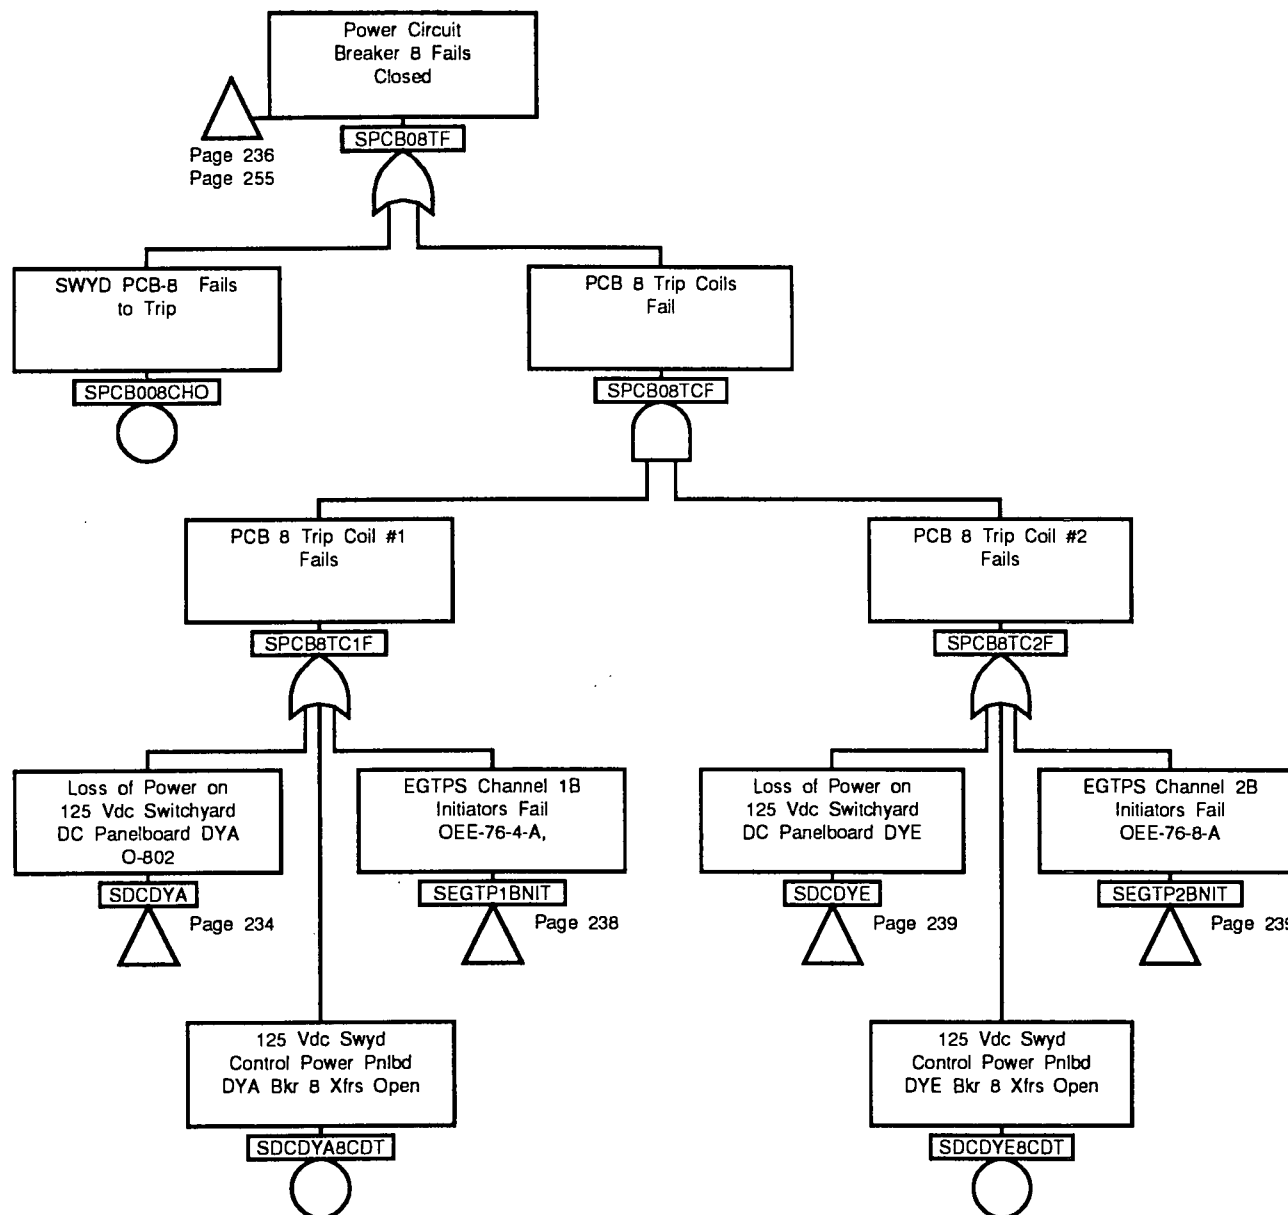 Power Circuit
Breaker 8 Fails
Closed
SPCB08TF
Page 236
Page 255
SWYD PCB-8 Fails
to Trip
SPCB008CHO
PCB 8 Trip Coils
Fail
SPCB08TCF
PCB 8 Trip Coil #1
Fails
SPCB8TC1F
PCB 8 Trip Coil #2
Fails
SPCB8TC2F
Loss of Power on
125 Vdc Switchyard
DC Panelboard DYA
O-802
SDCDYA
Page 234
EGTPS Channel 1B
Initiators Fail
OEE-76-4-A,
SEGTP1BNIT
Page 238
Loss of Power on
125 Vdc Switchyard
DC Panelboard DYE
SDCDYE
Page 239
EGTPS Channel 2B
Initiators Fail
OEE-76-8-A
SEGTP2BNIT
Page 239
125 Vdc Swyd
Control Power Pnlbd
DYA Bkr 8 Xfrs Open
SDCDYA8CDT
125 Vdc Swyd
Control Power Pnlbd
DYE Bkr 8 Xfrs Open
SDCDYE8CDT